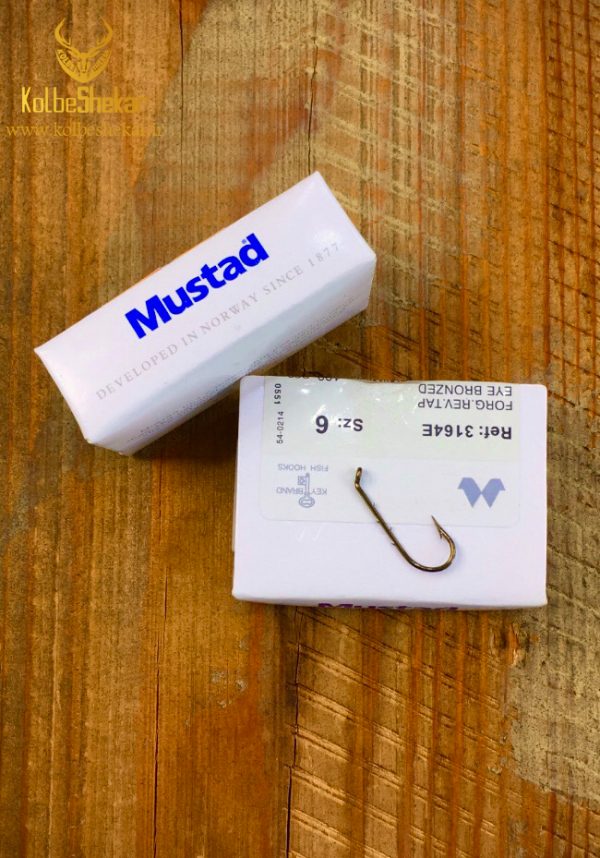 KolbeShekar
www.kolbeshekar.ir
Mustad
DEVELOPED IN NORWAY SINCE 1877
KEY BRAND
FISH HOOKS
Ref: 3164E Sz: 6
54-0214
FORG.REV.TAP
EYE BRONZED
0551
Mustad